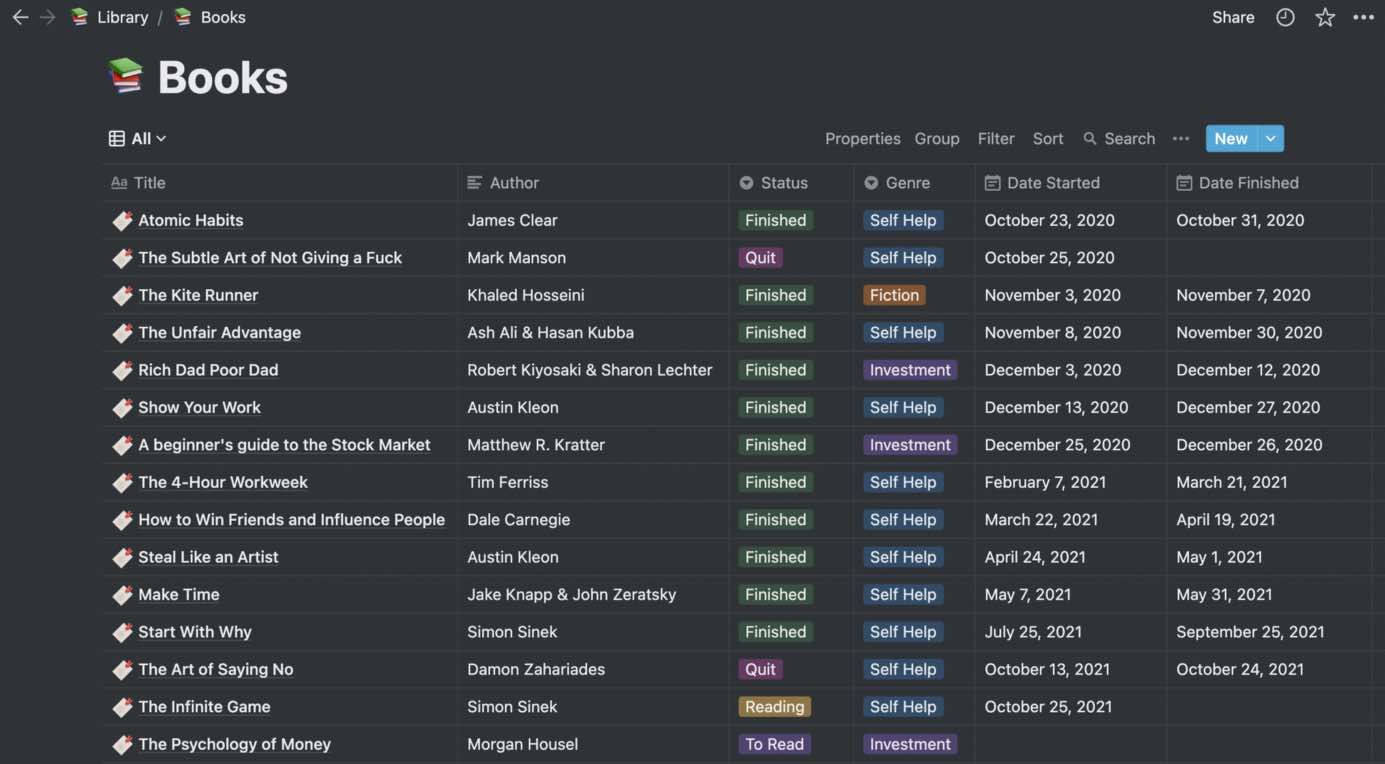 Library / Books
Share
Books
All
Properties Group Filter Sort Search New
Aa Title Author Status Genre Date Started Date Finished
Atomic Habits James Clear Finished Self Help October 23, 2020 October 31, 2020
The Subtle Art of Not Giving a Fuck Mark Manson Quit Self Help October 25, 2020
The Kite Runner Khaled Hosseini Finished Fiction November 3, 2020 November 7, 2020
The Unfair Advantage Ash Ali & Hasan Kubba Finished Self Help November 8, 2020 November 30, 2020
Rich Dad Poor Dad Robert Kiyosaki & Sharon Lechter Finished Investment December 3, 2020 December 12, 2020
Show Your Work Austin Kleon Finished Self Help December 13, 2020 December 27, 2020
A beginner's guide to the Stock Market Matthew R. Kratter Finished Investment December 25, 2020 December 26, 2020
The 4-Hour Workweek Tim Ferriss Finished Self Help February 7, 2021 March 21, 2021
How to Win Friends and Influence People Dale Carnegie Finished Self Help March 22, 2021 April 19, 2021
Steal Like an Artist Austin Kleon Finished Self Help April 24, 2021 May 1, 2021
Make Time Jake Knapp & John Zeratsky Finished Self Help May 7, 2021 May 31, 2021
Start With Why Simon Sinek Finished Self Help July 25, 2021 September 25, 2021
The Art of Saying No Damon Zahariades Quit Self Help October 13, 2021 October 24, 2021
The Infinite Game Simon Sinek Reading Self Help October 25, 2021
The Psychology of Money Morgan Housel To Read Investment